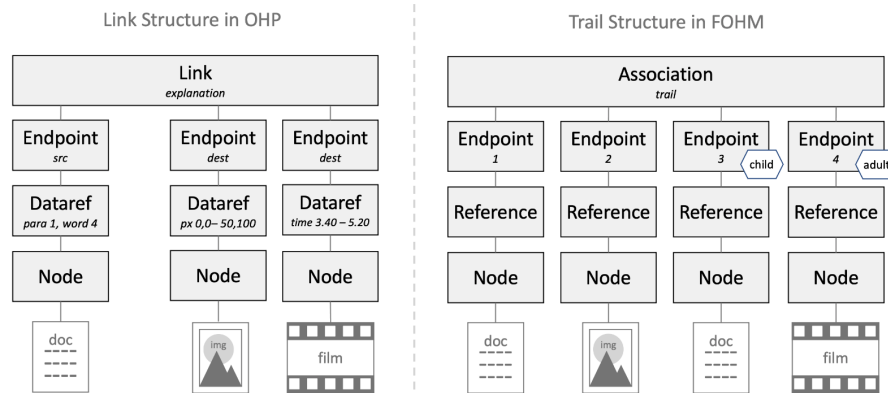 Link Structure in OHP
Link
explanation
Endpoint
src
Endpoint
dest
Endpoint
dest
Dataref
para 1, word 4
Dataref
px 0,0– 50,100
Dataref
time 3.40 – 5.20
Node
Node
Node
doc
img
film
Trail Structure in FOHM
Association
trail
Endpoint
1
Endpoint
2
Endpoint
3
child
Endpoint
4
adult
Reference
Reference
Reference
Reference
Node
Node
Node
Node
doc
img
doc
film